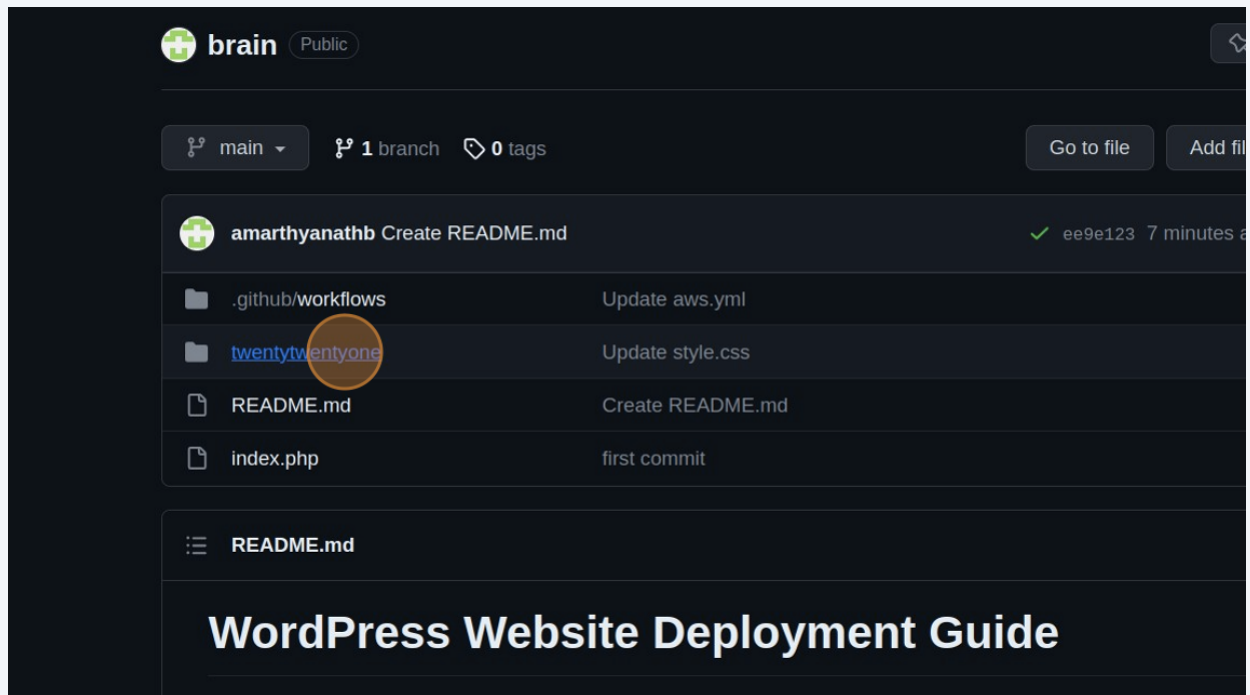 brain Public
main 1 branch 0 tags Go to file Add fil
amarthyanathb Create README.md ee9e123 7 minutes a
.github/workflows Update aws.yml
twentytwentyone Update style.css
README.md Create README.md
index.php first commit
README.md
WordPress Website Deployment Guide